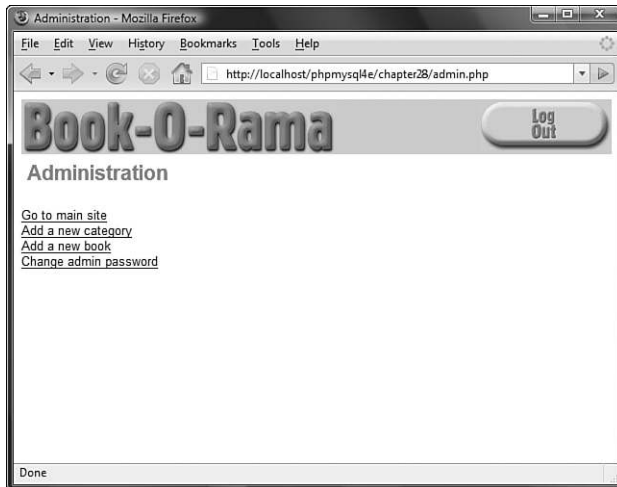 Administration - Mozilla Firefox
File Edit View History Bookmarks Tools Help
http://localhost/phpmysql4e/chapter28/admin.php
Book-O-Rama
Log
Out
Administration
Go to main site
Add a new category
Add a new book
Change admin password
Done